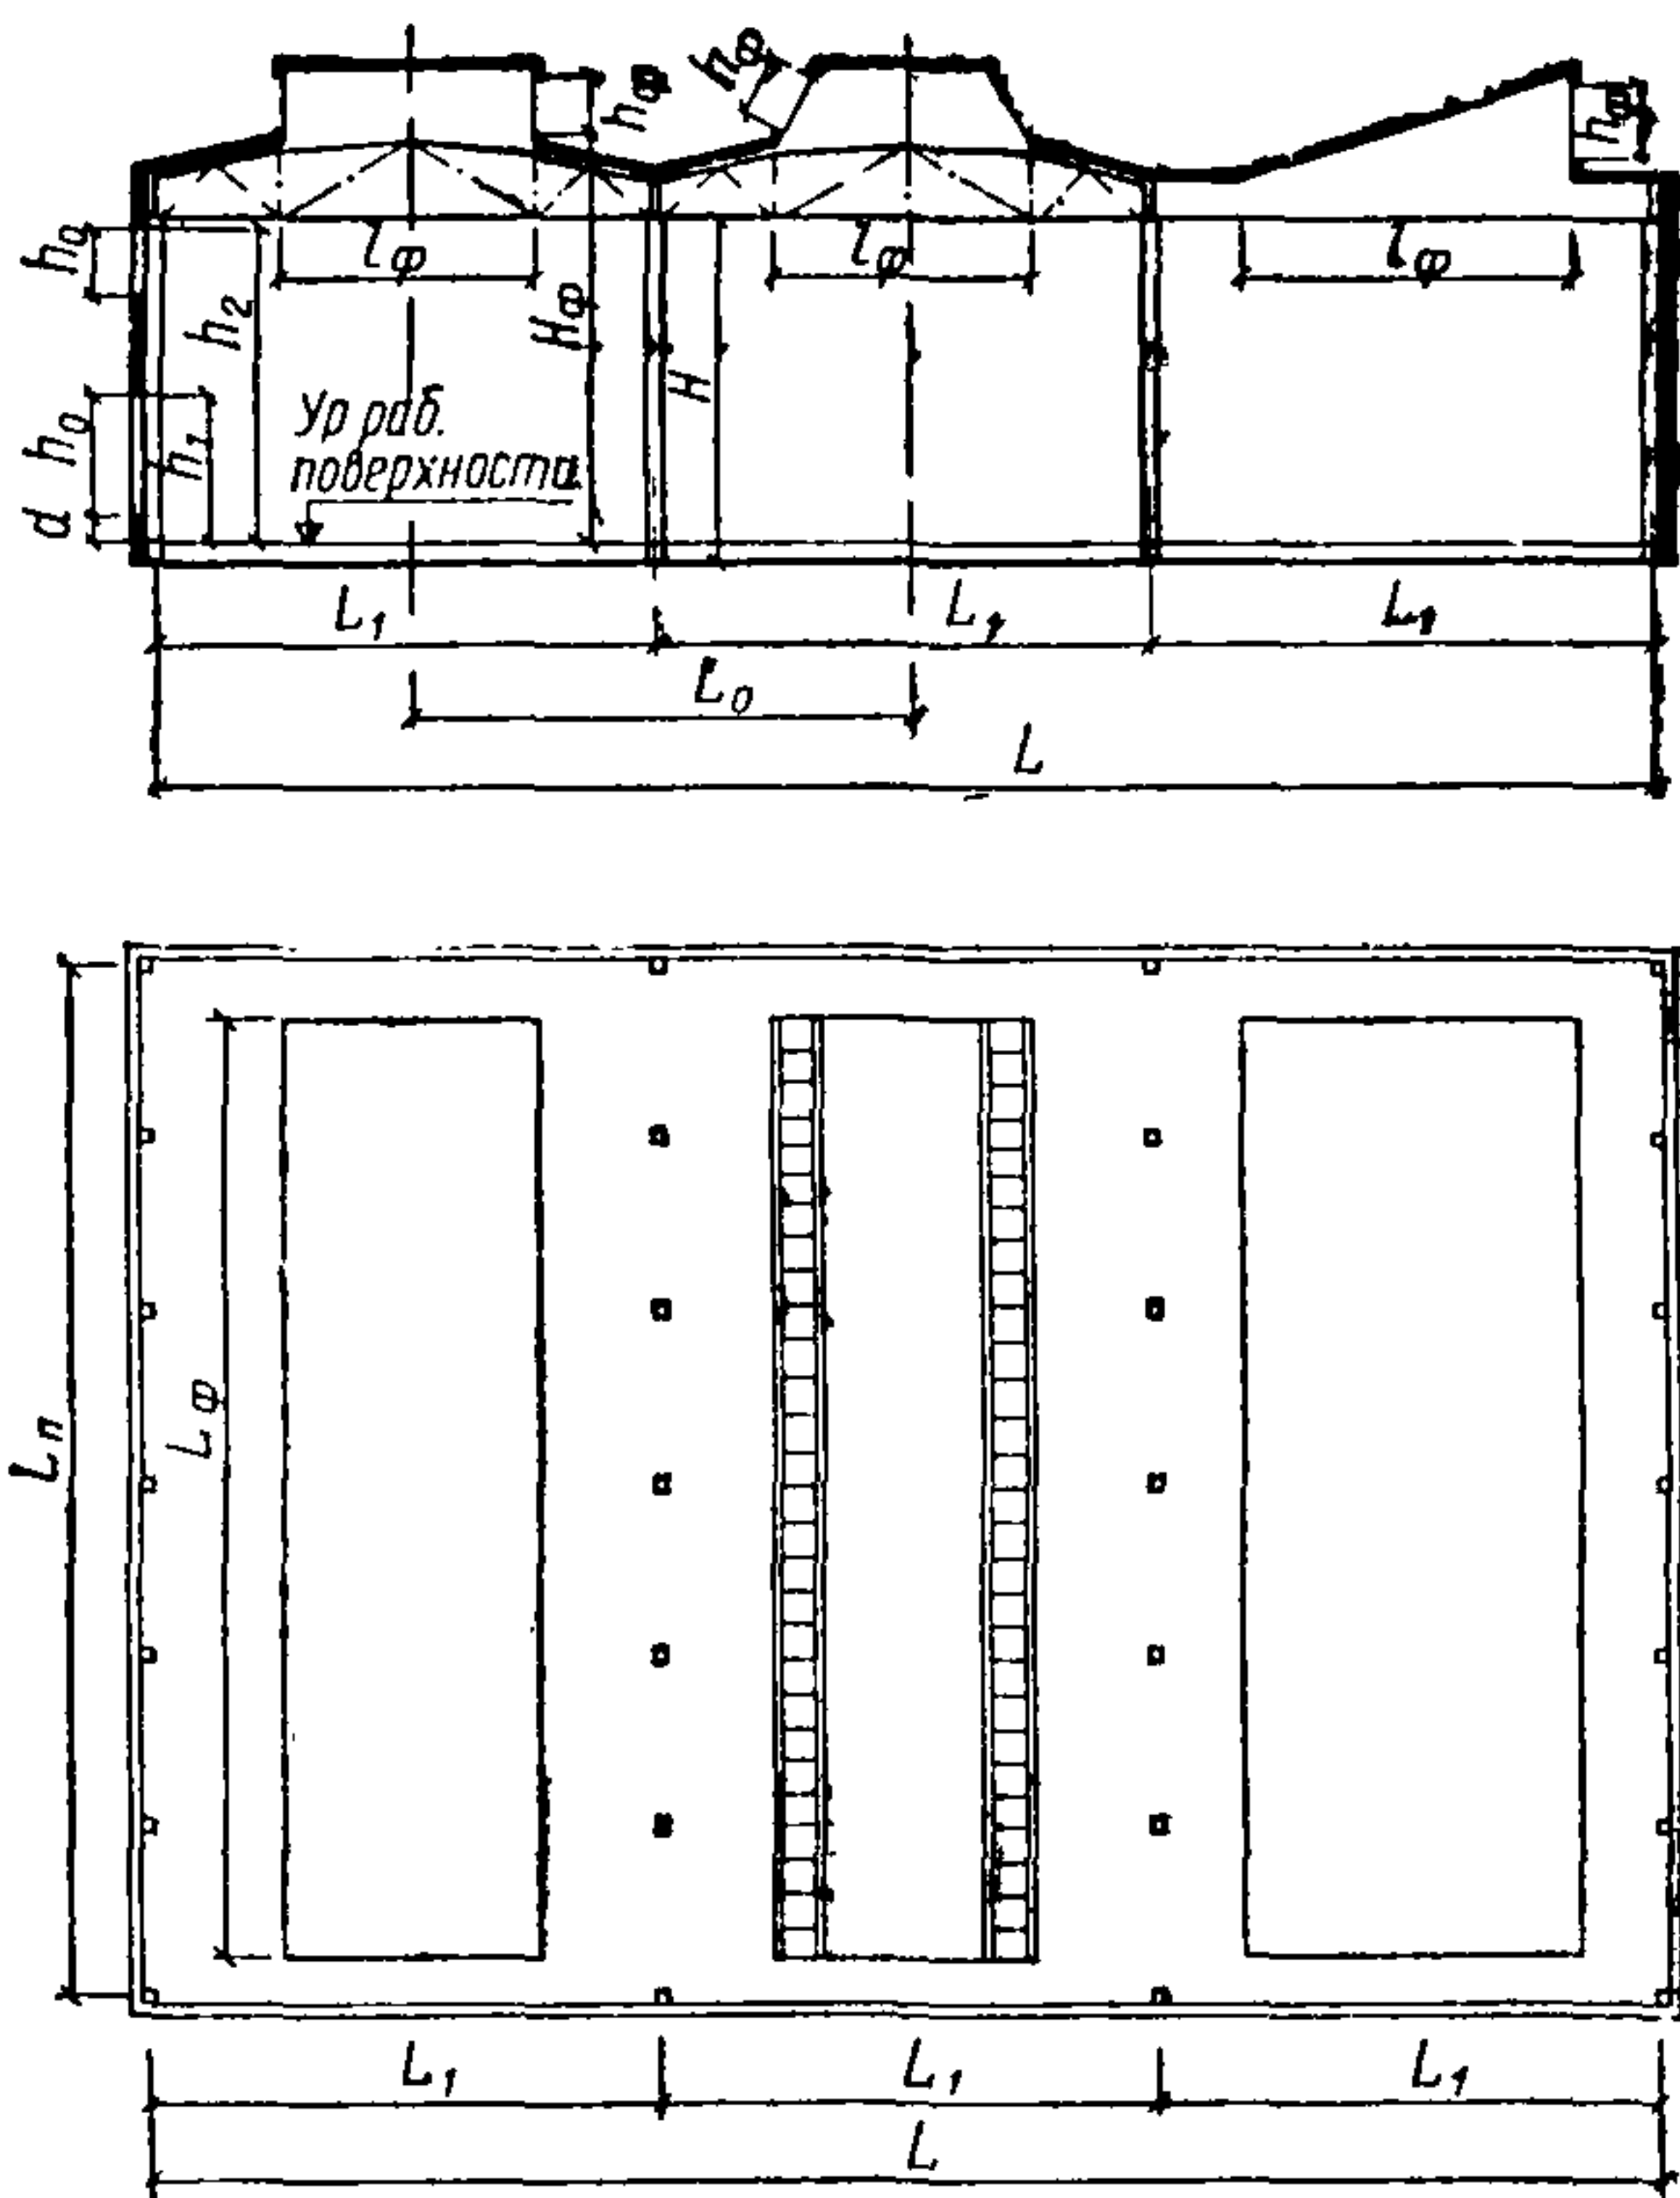 hф
hф
hф
h₀
h₂
lф
lф
lф
Hф
H
h₀
h₁
d
Ур раб.
поверхности
L₁
L₁
L₁
L₀
L
Lп
Lф
L₁
L₁
L₁
L